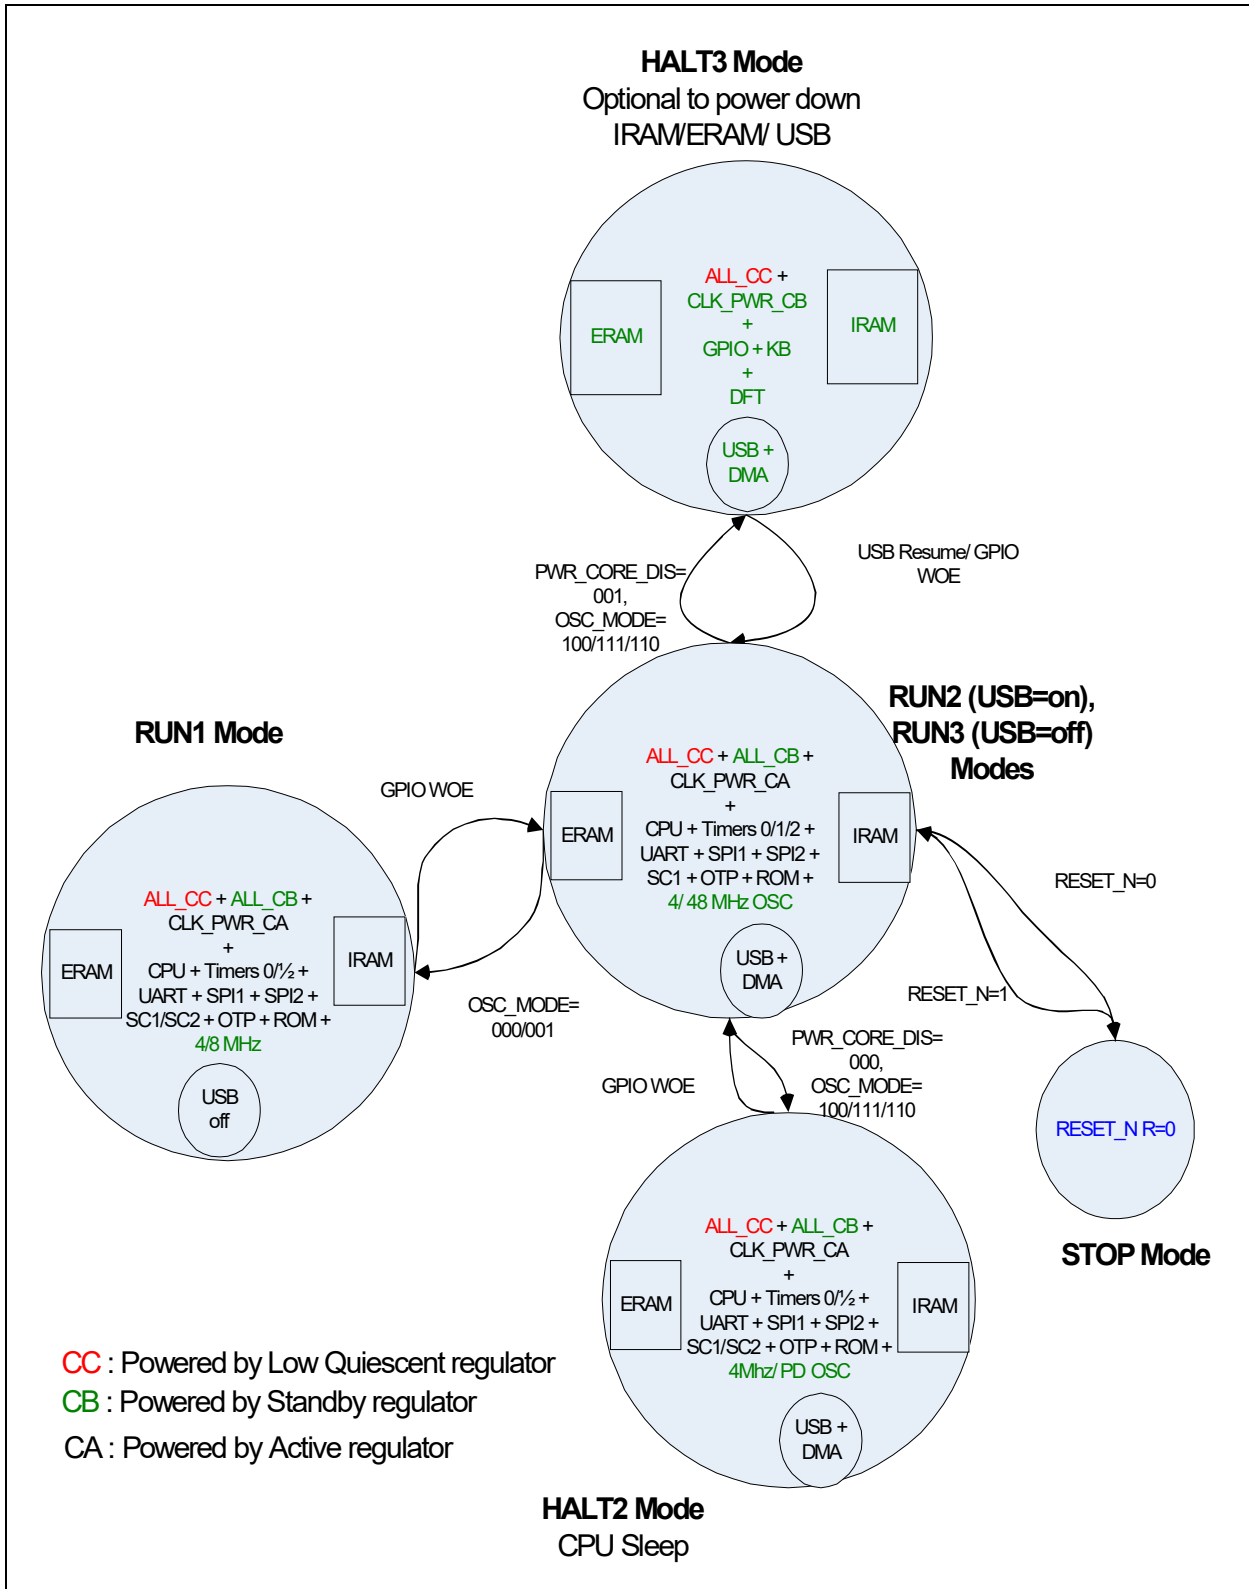 HALT3 Mode
Optional to power down
IRAM/ERAM/ USB
ALL_CC +
CLK_PWR_CB
+
GPIO + KB
+
DFT
ERAM
IRAM
USB +
DMA
PWR_CORE_DIS=
001,
OSC_MODE=
100/111/110
USB Resume/ GPIO
WOE
RUN2 (USB=on),
RUN3 (USB=off)
Modes
ALL_CC + ALL_CB +
CLK_PWR_CA
+
CPU + Timers 0/1/2 +
UART + SPI1 + SPI2 +
SC1 + OTP + ROM +
4/ 48 MHz OSC
ERAM
IRAM
USB +
DMA
RUN1 Mode
GPIO WOE
ALL_CC + ALL_CB +
CLK_PWR_CA
+
CPU + Timers 0/½ +
UART + SPI1 + SPI2 +
SC1/SC2 + OTP + ROM +
4/8 MHz
ERAM
IRAM
USB
off
OSC_MODE=
000/001
RESET_N=0
RESET_N=1
RESET_N R=0
STOP Mode
GPIO WOE
PWR_CORE_DIS=
000,
OSC_MODE=
100/111/110
ALL_CC + ALL_CB +
CLK_PWR_CA
+
CPU + Timers 0/½ +
UART + SPI1 + SPI2 +
SC1/SC2 + OTP + ROM +
4Mhz/ PD OSC
ERAM
IRAM
USB +
DMA
HALT2 Mode
CPU Sleep
CC : Powered by Low Quiescent regulator
CB : Powered by Standby regulator
CA : Powered by Active regulator